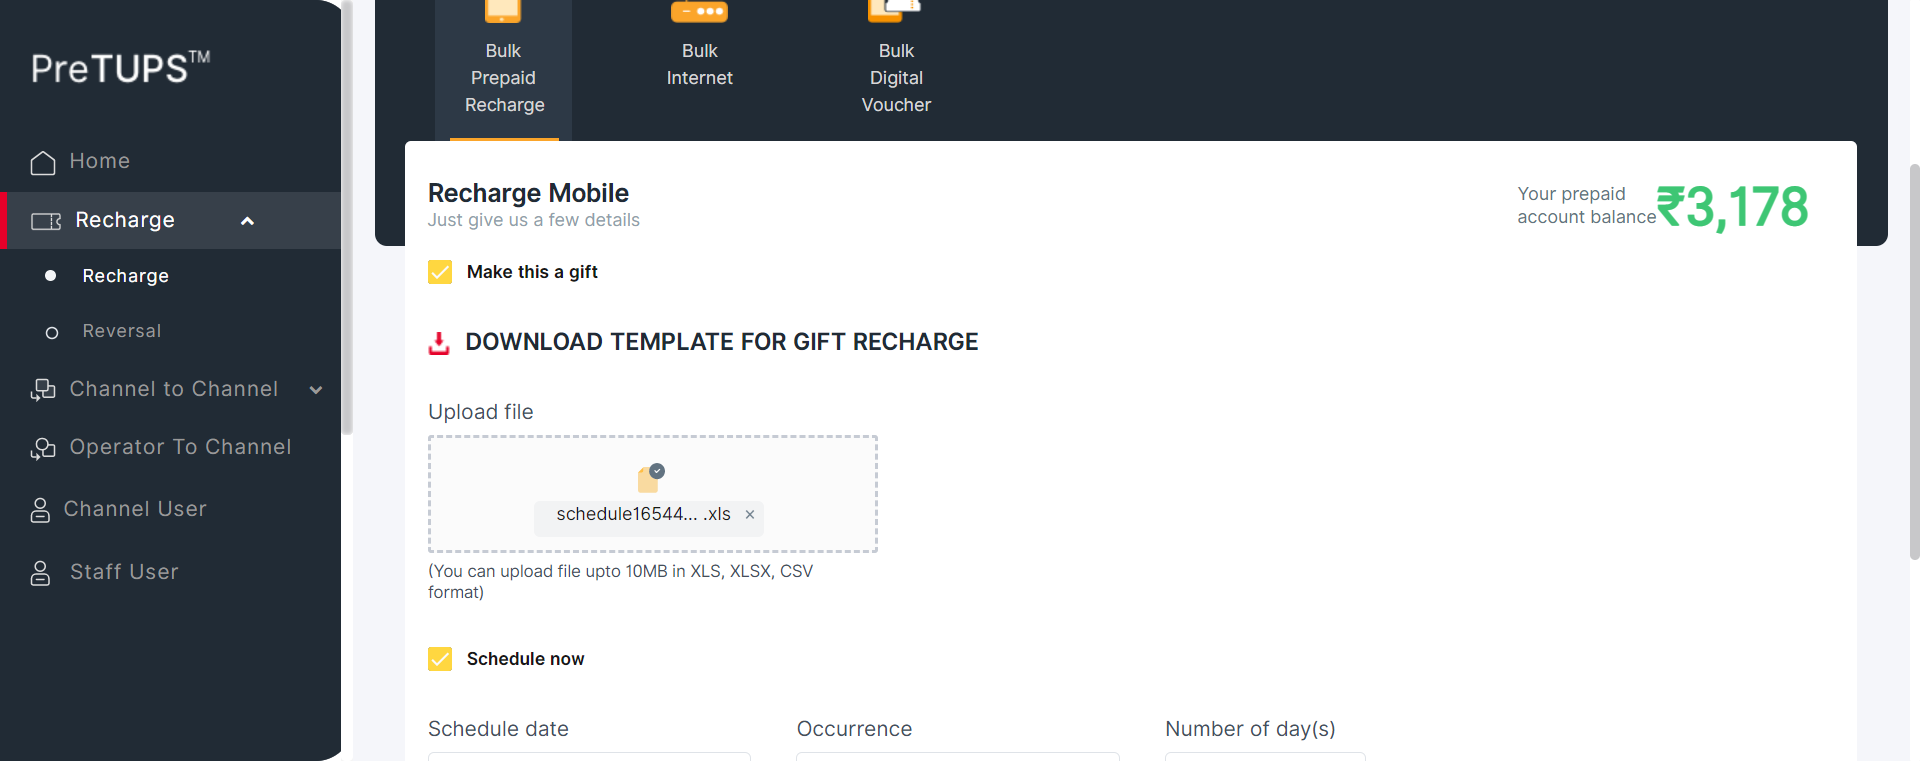 PreTUPS™
Home
Recharge
Recharge
Reversal
Channel to Channel
Operator To Channel
Channel User
Staff User
Bulk
Prepaid
Recharge
Bulk
Internet
Bulk
Digital
Voucher
Recharge Mobile
Just give us a few details
Your prepaid
account balance
₹3,178
Make this a gift
DOWNLOAD TEMPLATE FOR GIFT RECHARGE
Upload file
schedule16544... .xls ×
(You can upload file upto 10MB in XLS, XLSX, CSV
format)
Schedule now
Schedule date
Occurrence
Number of day(s)